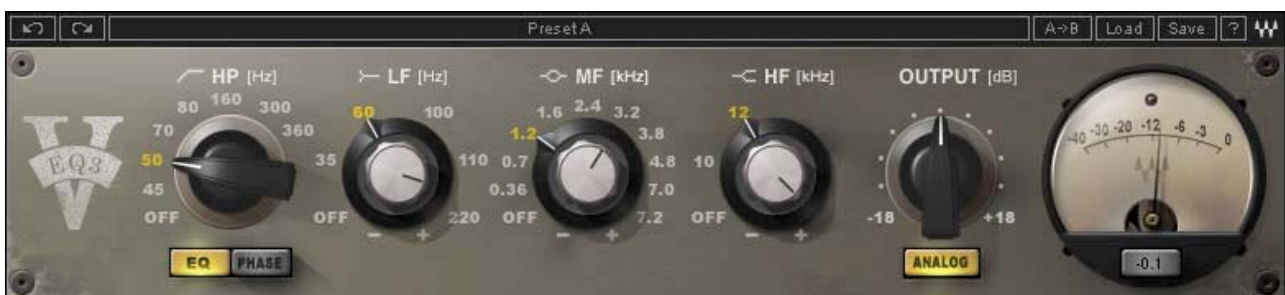 Preset A A->B Load Save ?
HP [Hz]
OFF 45 50 70 80 160 300 360
LF [Hz]
OFF 35 60 100 110 220
- +
MF [kHz]
OFF 0.36 0.7 1.2 1.6 2.4 3.2 3.8 4.8 7.0 7.2
- +
HF [kHz]
OFF 10 12
- +
OUTPUT [dB]
-18 +18
V
EQ3
EQ PHASE
ANALOG
-40 -30 -20 -12 -6 -3 0
-0.1